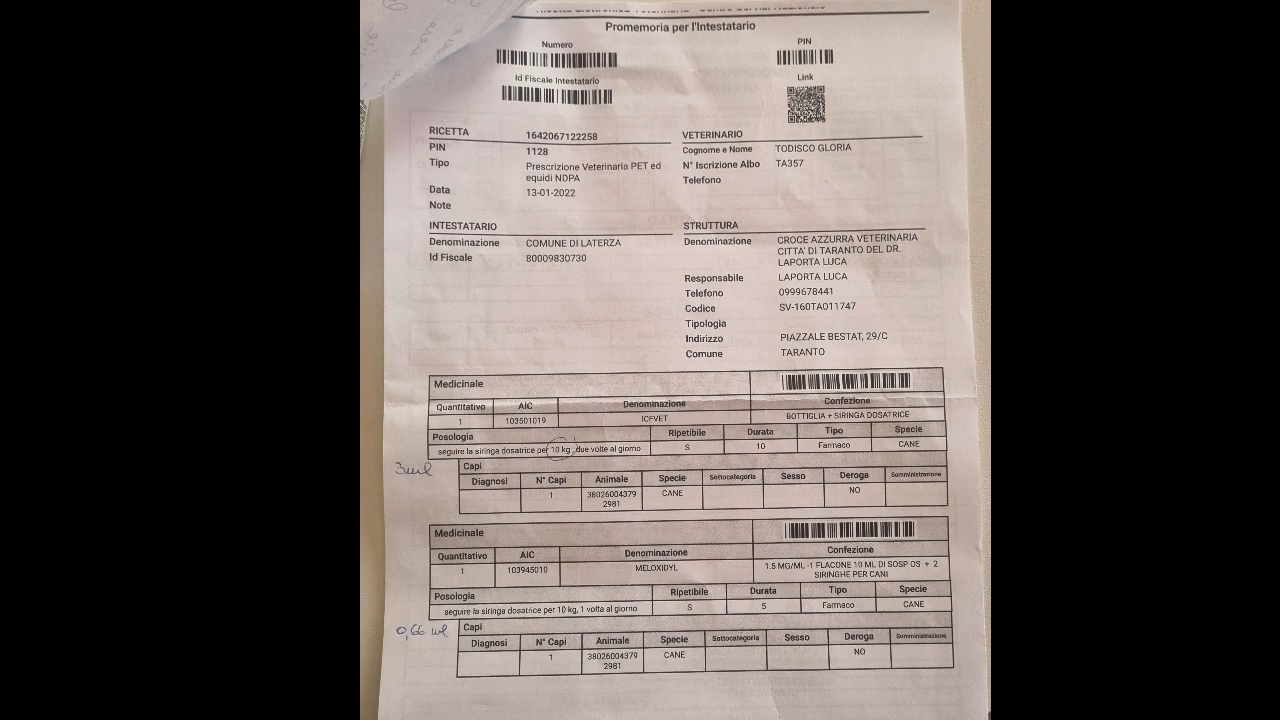 Promemoria per l'Intestatario
Numero PIN
Id Fiscale Intestatario Link
RICETTA 1642067122258 VETERINARIO
PIN 1128 Cognome e Nome TODISCO GLORIA
Tipo Prescrizione Veterinaria PET ed equidi NDPA N° Iscrizione Albo TA357
Telefono
Data 13-01-2022
Note
INTESTATARIO STRUTTURA
Denominazione COMUNE DI LATERZA Denominazione CROCE AZZURRA VETERINARIA
Id Fiscale 80009830730 CITTA' DI TARANTO DEL DR.
LAPORTA LUCA
Responsabile LAPORTA LUCA
Telefono 0999678441
Codice SV-160TA011747
Tipologia
Indirizzo PIAZZALE BESTAT, 29/C
Comune TARANTO
Medicinale
Quantitativo AIC Denominazione Confezione
1 103501019 ICFVET BOTTIGLIA + SIRINGA DOSATRICE
Posologia Ripetibile Durata Tipo Specie
seguire la siringa dosatrice per 10 kg , due volte al giorno S 10 Farmaco CANE
3ml Capi
Diagnosi N° Capi Animale Specie Sottocategoria Sesso Deroga Somministrazione
1 38026004379 CANE NO
2981
Medicinale
Quantitativo AIC Denominazione Confezione
1 103945010 MELOXIDYL 1.5 MG/ML -1 FLACONE 10 ML DI SOSP OS + 2
SIRINGHE PER CANI
Posologia Ripetibile Durata Tipo Specie
seguire la siringa dosatrice per 10 kg, 1 volta al giorno S 5 Farmaco CANE
0,66 ml Capi
Diagnosi N° Capi Animale Specie Sottocategoria Sesso Deroga Somministrazione
1 38026004379 CANE NO
2981